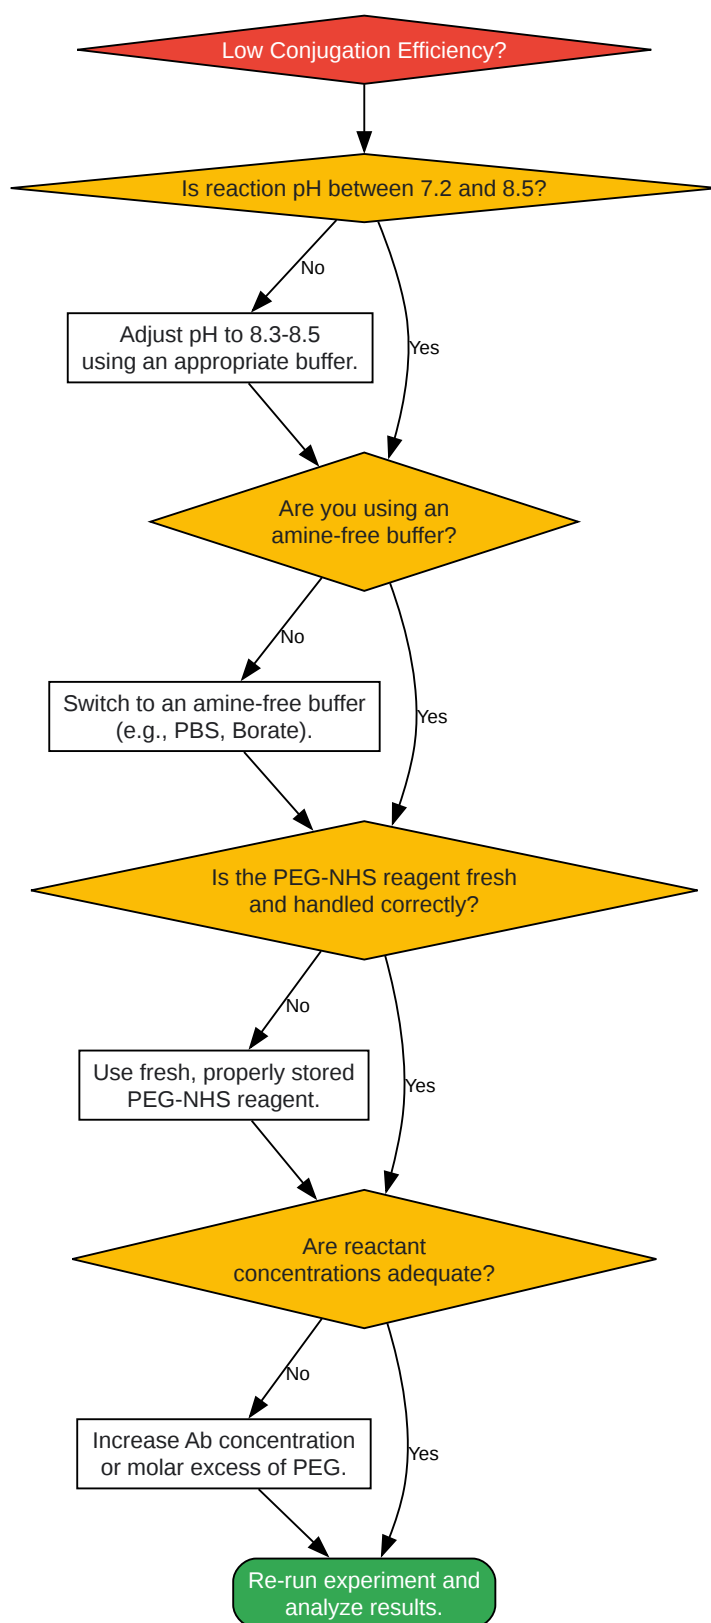 Low Conjugation Efficiency?
Is reaction pH between 7.2 and 8.5?
No
Adjust pH to 8.3-8.5
using an appropriate buffer.
Yes
Are you using an
amine-free buffer?
No
Switch to an amine-free buffer
(e.g., PBS, Borate).
Yes
Is the PEG-NHS reagent fresh
and handled correctly?
No
Use fresh, properly stored
PEG-NHS reagent.
Yes
Are reactant
concentrations adequate?
No
Increase Ab concentration
or molar excess of PEG.
Yes
Re-run experiment and
analyze results.